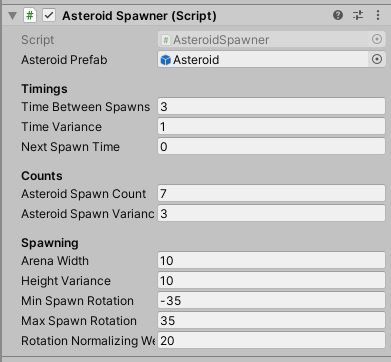 Asteroid Spawner (Script)
Script AsteroidSpawner
Asteroid Prefab Asteroid
Timings
Time Between Spawns 3
Time Variance 1
Next Spawn Time 0
Counts
Asteroid Spawn Count 7
Asteroid Spawn Varianc 3
Spawning
Arena Width 10
Height Variance 10
Min Spawn Rotation -35
Max Spawn Rotation 35
Rotation Normalizing We 20